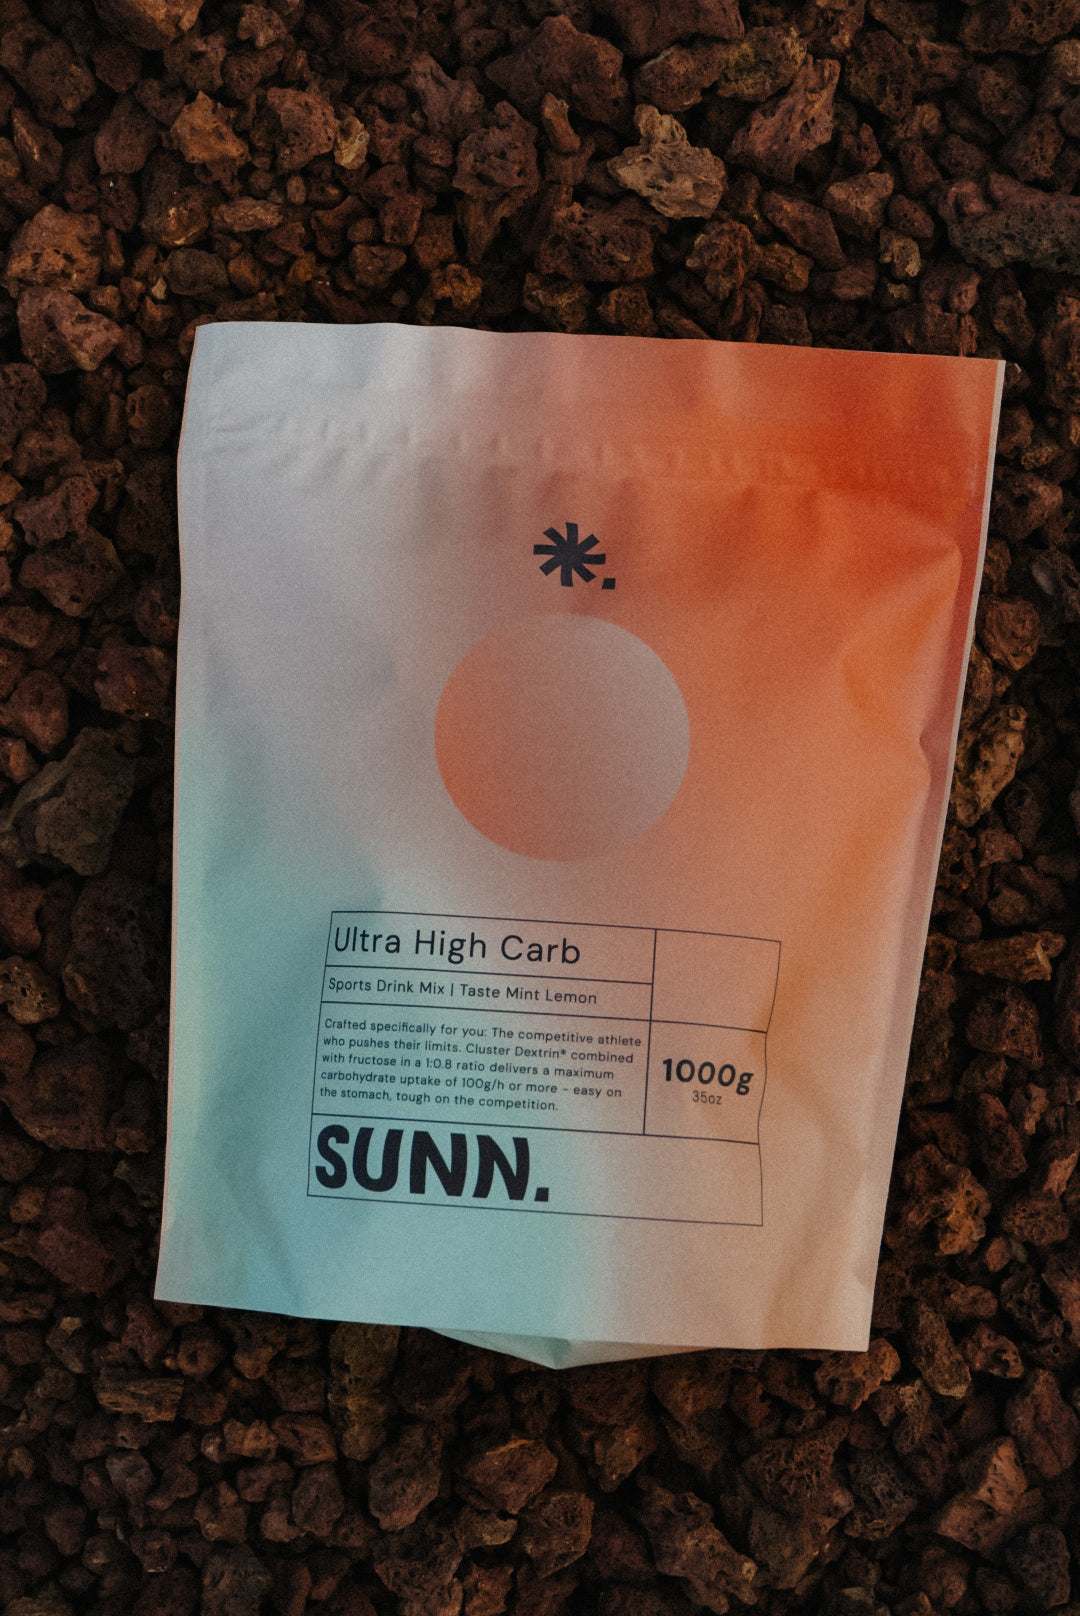 Ultra High Carb
Sports Drink Mix | Taste Mint Lemon
Crafted specifically for you: The competitive athlete
who pushes their limits. Cluster Dextrin® combined
with fructose in a 1:0.8 ratio delivers a maximum
carbohydrate uptake of 100g/h or more – easy on
the stomach, tough on the competition.
1000g
35oz
SUNN.